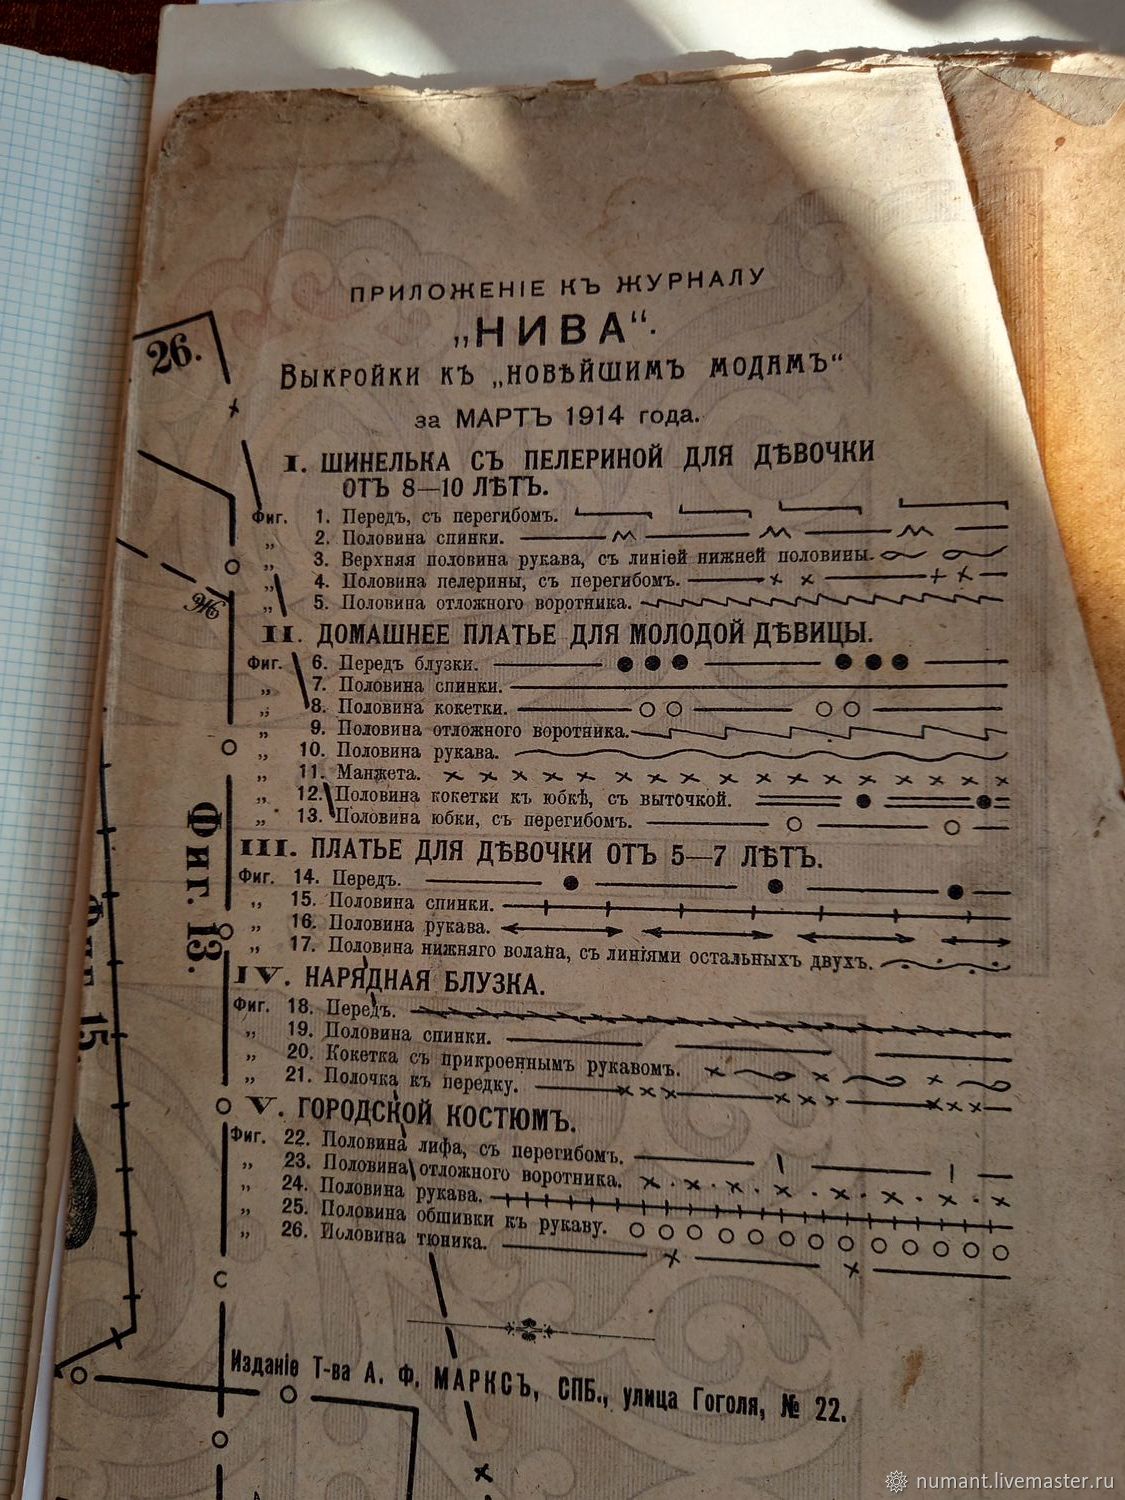 ПРИЛОЖЕНІЕ КЪ ЖУРНАЛУ
„НИВА“.
Выкройки къ „новѣйшимъ модамъ“
за МАРТЪ 1914 года.
I. ШИНЕЛЬКА СЪ ПЕЛЕРИНОЙ ДЛЯ ДѢВОЧКИ
ОТЪ 8—10 ЛѢТЪ.
Фиг. 1. Передъ, съ перегибомъ.
„ 2. Половина спинки.
„ 3. Верхняя половина рукава, съ линіей нижней половины.
„ 4. Половина пелерины, съ перегибомъ.
„ 5. Половина отложного воротника.
II. ДОМАШНЕЕ ПЛАТЬЕ ДЛЯ МОЛОДОЙ ДѢВИЦЫ.
Фиг. 6. Передъ блузки.
„ 7. Половина спинки.
„ 8. Половина кокетки.
„ 9. Половина отложного воротника.
„ 10. Половина рукава.
„ 11. Манжета.
„ 12. Половина кокетки къ юбкѣ, съ выточкой.
„ 13. Половина юбки, съ перегибомъ.
III. ПЛАТЬЕ ДЛЯ ДѢВОЧКИ ОТЪ 5—7 ЛѢТЪ.
Фиг. 14. Передъ.
„ 15. Половина спинки.
„ 16. Половина рукава.
„ 17. Половина нижняго волана, съ линіями остальныхъ двухъ.
IV. НАРЯДНАЯ БЛУЗКА.
Фиг. 18. Передъ.
„ 19. Половина спинки.
„ 20. Кокетка съ прикроеннымъ рукавомъ.
„ 21. Полочка къ передку.
V. ГОРОДСКОЙ КОСТЮМЪ.
Фиг. 22. Половина лифа, съ перегибомъ.
„ 23. Половина отложного воротника.
„ 24. Половина рукава.
„ 25. Половина обшивки къ рукаву.
„ 26. Половина тюника.
Изданіе Т-ва А. Ф. МАРКСЪ, СПБ., улица Гоголя, № 22.
26.
Ж
Фиг. 13.
15.
numant.livemaster.ru